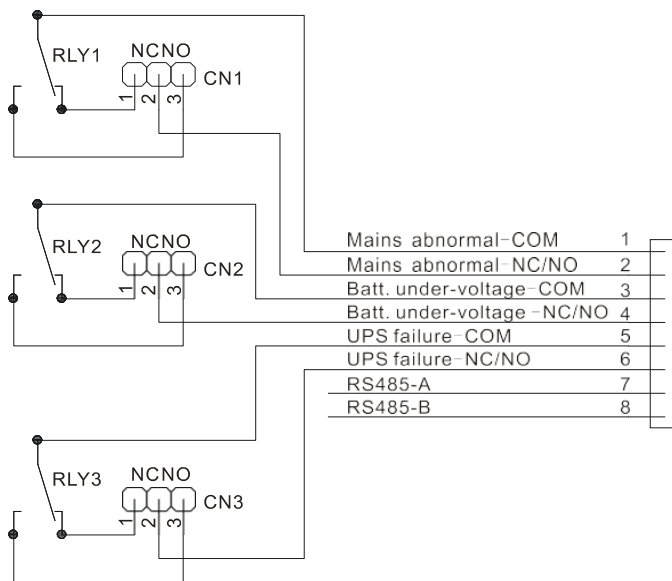 RLY1
NCNO
CN1
1 2 3
RLY2
NCNO
CN2
1 2 3
Mains abnormal-COM 1
Mains abnormal-NC/NO 2
Batt. under-voltage-COM 3
Batt. under-voltage -NC/NO 4
UPS failure-COM 5
UPS failure-NC/NO 6
RS485-A 7
RS485-B 8
RLY3
NCNO
CN3
1 2 3